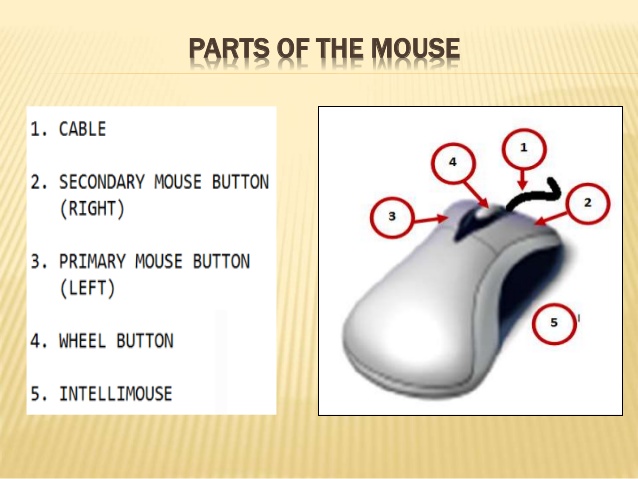 PARTS OF THE MOUSE
1. CABLE
2. SECONDARY MOUSE BUTTON
(RIGHT)
3. PRIMARY MOUSE BUTTON
(LEFT)
4. WHEEL BUTTON
5. INTELLIMOUSE
1
4
2
3
5